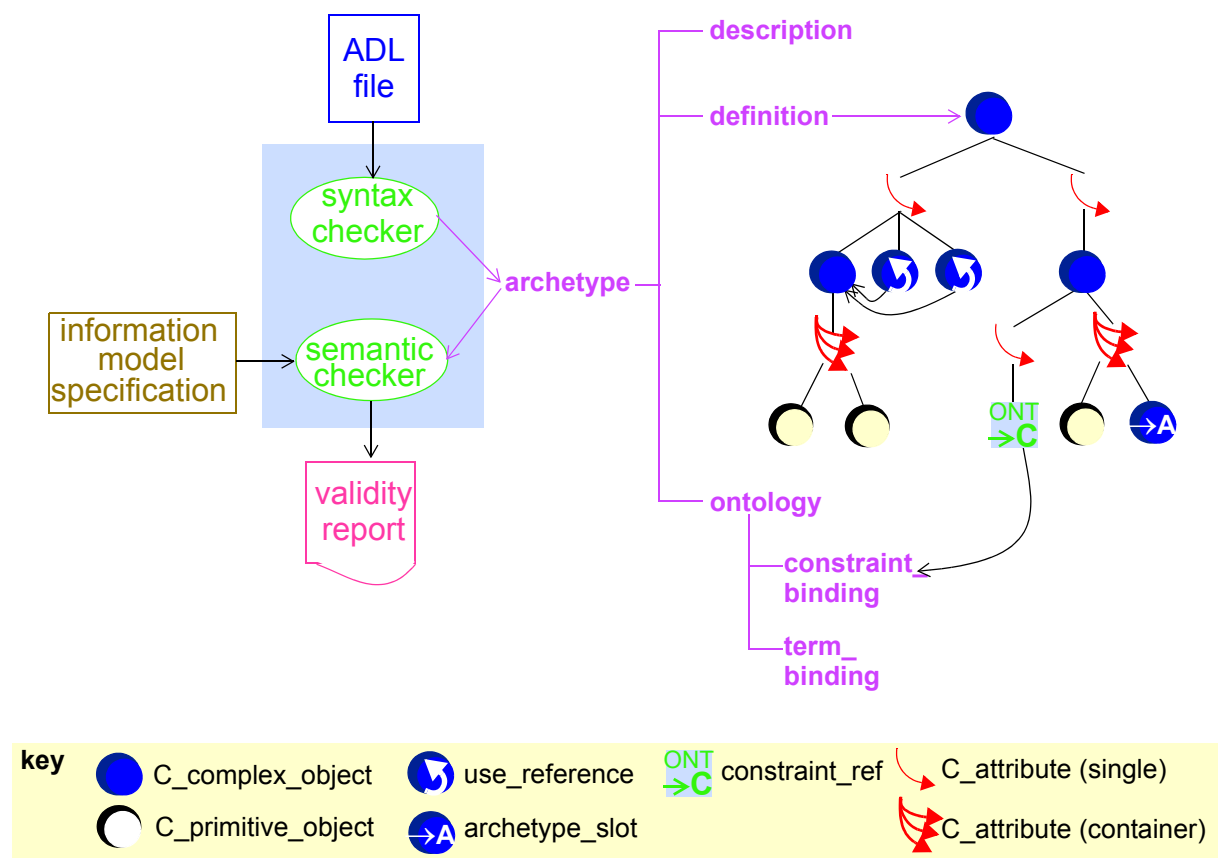 ADL
file
syntax
checker
information
model
specification
semantic
checker
validity
report
archetype
description
definition
ONT
→C
→A
ontology
constraint_
binding
term_
binding
key
C_complex_object
use_reference
ONT
→C
constraint_ref
C_attribute (single)
C_primitive_object
→A
archetype_slot
C_attribute (container)